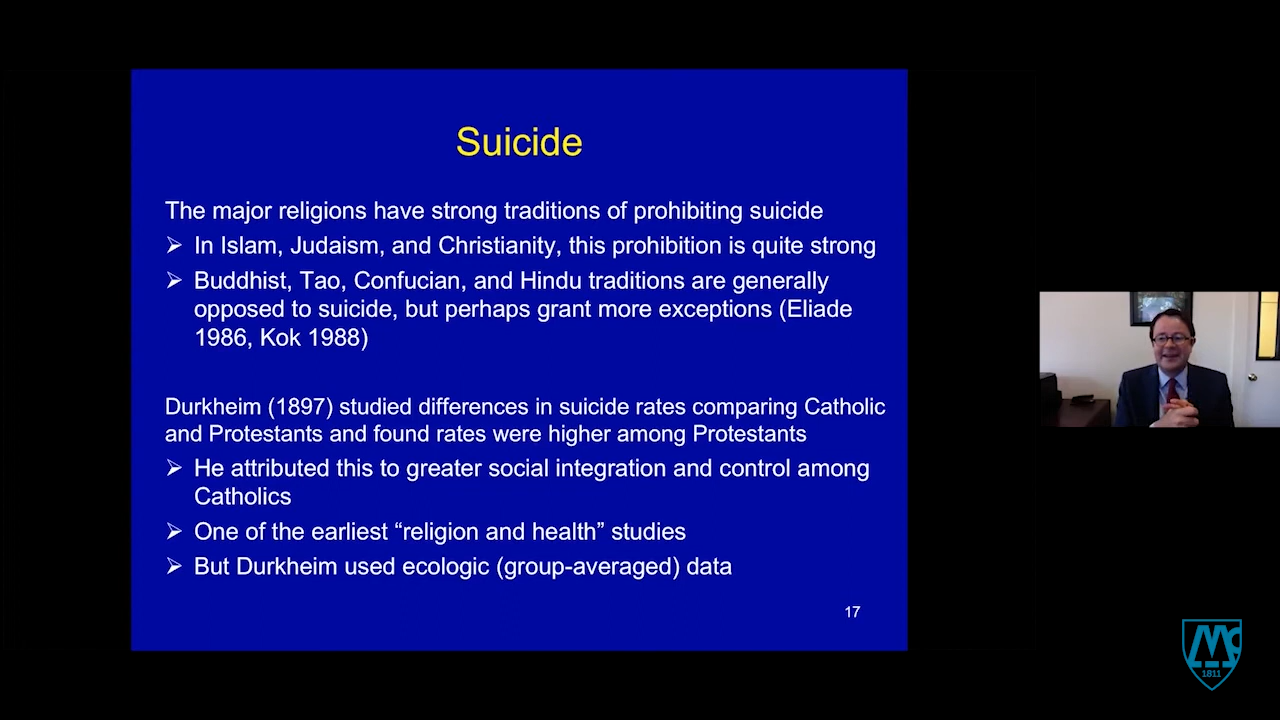 Suicide
The major religions have strong traditions of prohibiting suicide
➢ In Islam, Judaism, and Christianity, this prohibition is quite strong
➢ Buddhist, Tao, Confucian, and Hindu traditions are generally
opposed to suicide, but perhaps grant more exceptions (Eliade
1986, Kok 1988)
Durkheim (1897) studied differences in suicide rates comparing Catholic
and Protestants and found rates were higher among Protestants
➢ He attributed this to greater social integration and control among
Catholics
➢ One of the earliest “religion and health” studies
➢ But Durkheim used ecologic (group-averaged) data
17
1811